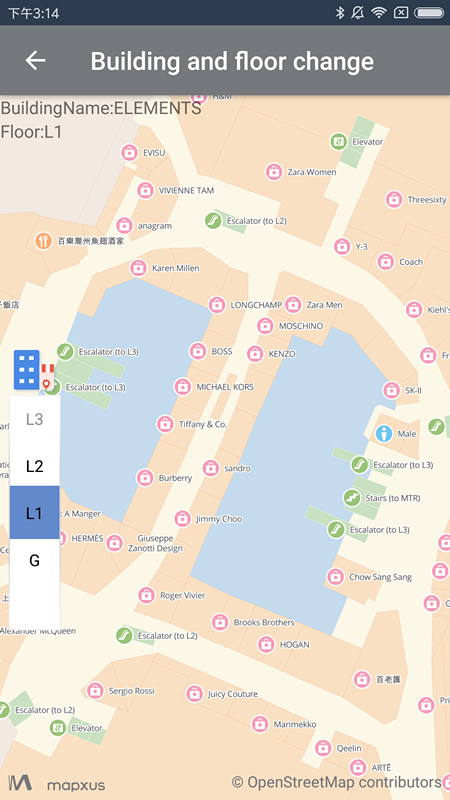 下午3:14
Building and floor change
BuildingName:ELEMENTS
Floor:L1
H&M
Elevator
EVISU
Zara Women
VIVIENNE TAM
Threesixty
anagram
Escalator (to L2)
百樂潮州魚翅酒家
Y-3
Karen Millen
Coach
LONGCHAMP
Zara Men
子飯店
Kiehl's
MOSCHINO
Escalator (to L3)
BOSS
KENZO
Escalator (to L3)
MICHAEL KORS
SK-II
L3
Tiffany & Co.
Male
L2
sandro
Escalator (to L3)
Burberry
Stairs (to MTR)
L1
t A Manger
Jimmy Choo
Escalator (to L3)
HERMÈS
Giuseppe
Zanotti Design
G
Chow Sang Sang
上
Roger Vivier
Brooks Brothers
Alexander McQueen
Escalator (to L2)
HOGAN
百老匯
Sergio Rossi
Juicy Couture
Escalator (to L2)
Marimekko
Elevator
Qeelin
ARTĒ
mapxus
© OpenStreetMap contributors